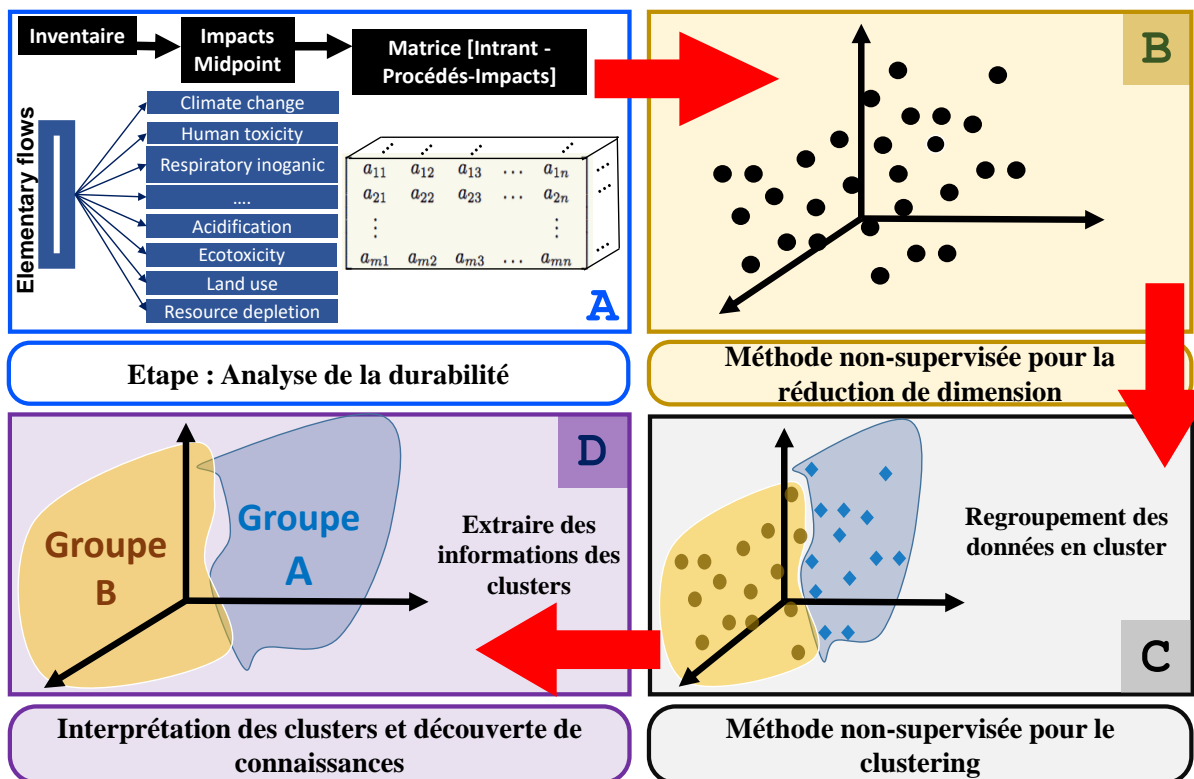 Inventaire
Impacts
Midpoint
Matrice [Intrant -
Procédés-Impacts]
Elementary flows
Climate change
Human toxicity
Respiratory inoganic
....
Acidification
Ecotoxicity
Land use
Resource depletion
a11 a12 a13 ... a1n
a21 a22 a23 ... a2n
⋮ ⋮
am1 am2 am3 ... amn
A
Etape : Analyse de la durabilité
B
Méthode non-supervisée pour la
réduction de dimension
Regroupement des
données en cluster
C
Méthode non-supervisée pour le
clustering
D
Groupe
B
Groupe
A
Extraire des
informations des
clusters
Interprétation des clusters et découverte de
connaissances